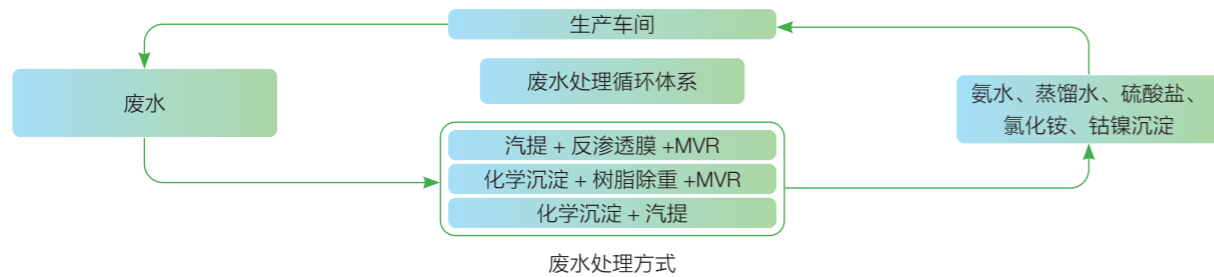 生产车间
废水处理循环体系
废水
氨水、蒸馏水、硫酸盐、
氯化铵、钴镍沉淀
汽提 + 反渗透膜 +MVR
化学沉淀 + 树脂除重 +MVR
化学沉淀 + 汽提
废水处理方式